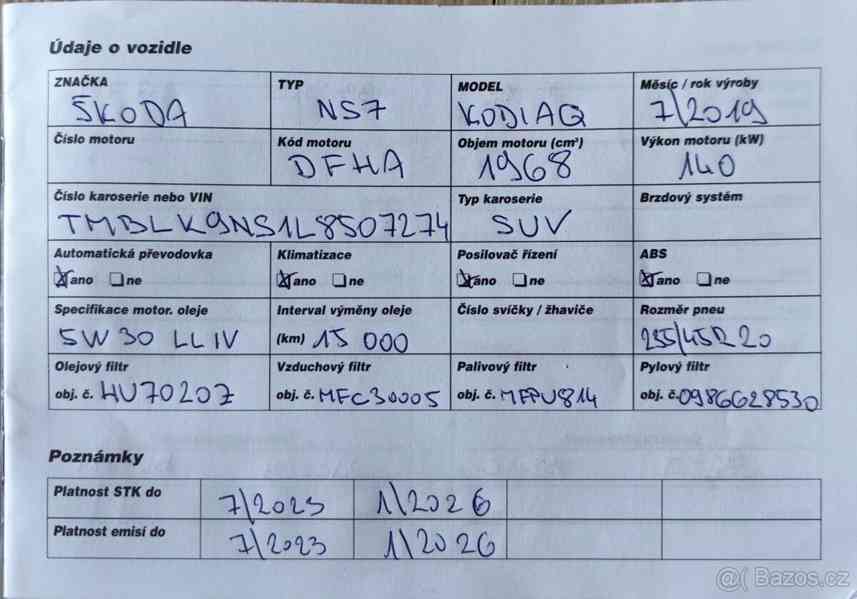 Údaje o vozidle
ZNAČKA TYP MODEL Měsíc / rok výroby
ŠKODA NS7 KODIAQ 7/2019
Číslo motoru Kód motoru Objem motoru (cm³) Výkon motoru (kW)
DFHA 1968 140
Číslo karoserie nebo VIN Typ karoserie Brzdový systém
TMBLK9NS1L8507274 SUV
Automatická převodovka Klimatizace Posilovač řízení ABS
ano ne ano ne ano ne ano ne
Specifikace motor. oleje Interval výměny oleje Číslo svíčky / žhaviče Rozměr pneu
5W30 LL IV (km) 15 000 255/45R20
Olejový filtr Vzduchový filtr Palivový filtr Pylový filtr
obj. č. HU7020Z obj. č. MFC30005 obj. č. MFPU814 obj. č. 0986628530
Poznámky
Platnost STK do 7/2023 1/2026
Platnost emisí do 7/2023 1/2026
@( Bazos.cz